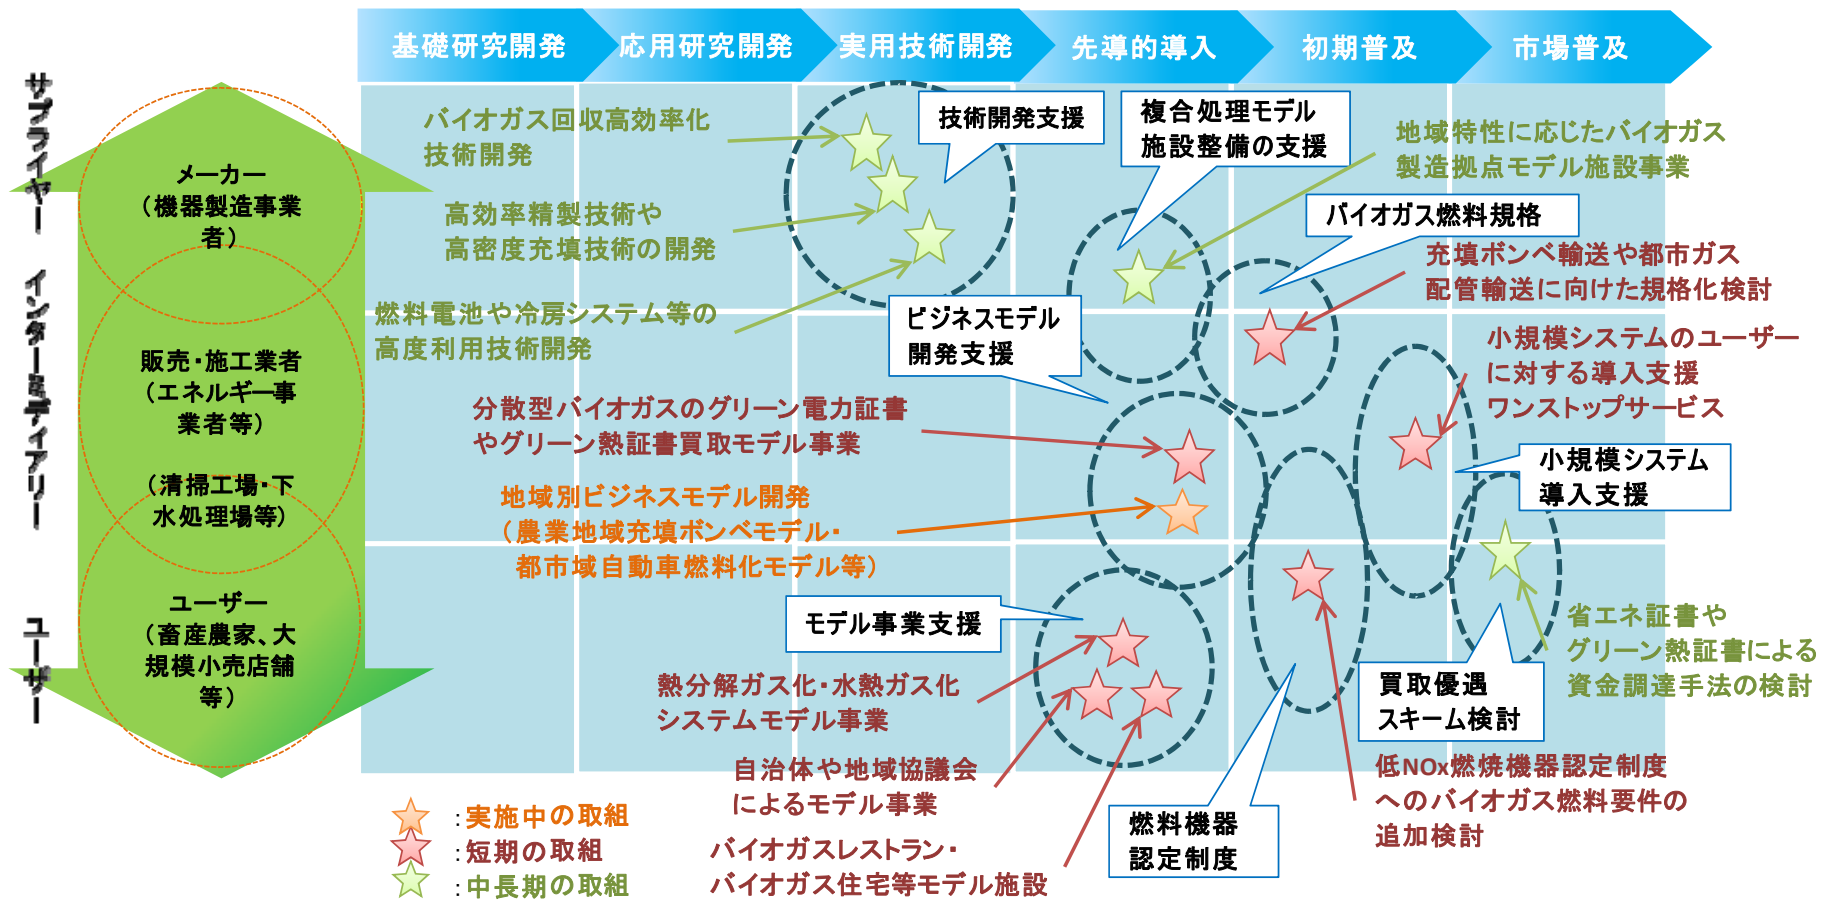 基礎研究開発
応用研究開発
実用技術開発
先導的導入
初期普及
市場普及
サプライヤー
インターミディアリー
ユーザー
メーカー
（機器製造事業
者）
販売・施工業者
（エネルギー事
業者等）
（清掃工場・下
水処理場等）
ユーザー
（畜産農家、大
規模小売店舗
等）
バイオガス回収高効率化
技術開発
高効率精製技術や
高密度充填技術の開発
燃料電池や冷房システム等の
高度利用技術開発
技術開発支援
複合処理モデル
施設整備の支援
地域特性に応じたバイオガス
製造拠点モデル施設事業
バイオガス燃料規格
充填ボンベ輸送や都市ガス
配管輸送に向けた規格化検討
ビジネスモデル
開発支援
小規模システムのユーザー
に対する導入支援
ワンストップサービス
分散型バイオガスのグリーン電力証書
やグリーン熱証書買取モデル事業
小規模システム
導入支援
地域別ビジネスモデル開発
（農業地域充填ボンベモデル・
都市域自動車燃料化モデル等）
モデル事業支援
省エネ証書や
グリーン熱証書による
資金調達手法の検討
熱分解ガス化・水熱ガス化
システムモデル事業
買取優遇
スキーム検討
自治体や地域協議会
によるモデル事業
低NOx燃焼機器認定制度
へのバイオガス燃料要件の
追加検討
燃料機器
認定制度
バイオガスレストラン・
バイオガス住宅等モデル施設
：実施中の取組
：短期の取組
：中長期の取組